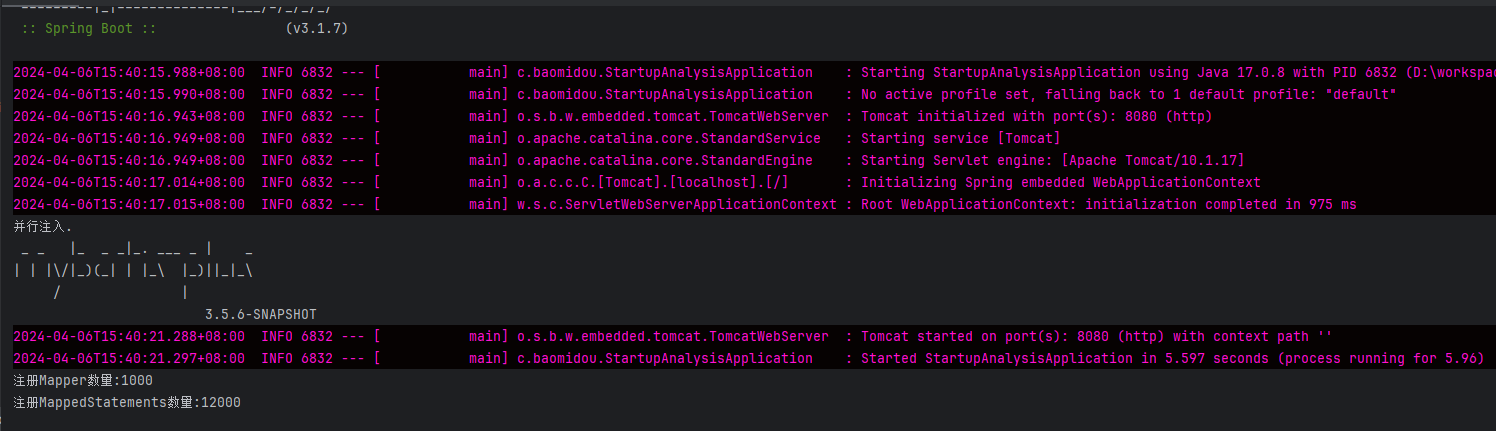 :: Spring Boot ::                (v3.1.7)
2024-04-06T15:40:15.988+08:00  INFO 6832 --- [           main] c.baomidou.StartupAnalysisApplication    : Starting StartupAnalysisApplication using Java 17.0.8 with PID 6832 (D:\workspac
2024-04-06T15:40:15.990+08:00  INFO 6832 --- [           main] c.baomidou.StartupAnalysisApplication    : No active profile set, falling back to 1 default profile: "default"
2024-04-06T15:40:16.943+08:00  INFO 6832 --- [           main] o.s.b.w.embedded.tomcat.TomcatWebServer  : Tomcat initialized with port(s): 8080 (http)
2024-04-06T15:40:16.949+08:00  INFO 6832 --- [           main] o.apache.catalina.core.StandardService   : Starting service [Tomcat]
2024-04-06T15:40:16.949+08:00  INFO 6832 --- [           main] o.apache.catalina.core.StandardEngine    : Starting Servlet engine: [Apache Tomcat/10.1.17]
2024-04-06T15:40:17.014+08:00  INFO 6832 --- [           main] o.a.c.c.C.[Tomcat].[localhost].[/]       : Initializing Spring embedded WebApplicationContext
2024-04-06T15:40:17.015+08:00  INFO 6832 --- [           main] w.s.c.ServletWebServerApplicationContext : Root WebApplicationContext: initialization completed in 975 ms
并行注入.
3.5.6-SNAPSHOT
2024-04-06T15:40:21.288+08:00  INFO 6832 --- [           main] o.s.b.w.embedded.tomcat.TomcatWebServer  : Tomcat started on port(s): 8080 (http) with context path ''
2024-04-06T15:40:21.297+08:00  INFO 6832 --- [           main] c.baomidou.StartupAnalysisApplication    : Started StartupAnalysisApplication in 5.597 seconds (process running for 5.96)
注册Mapper数量:1000
注册MappedStatements数量:12000